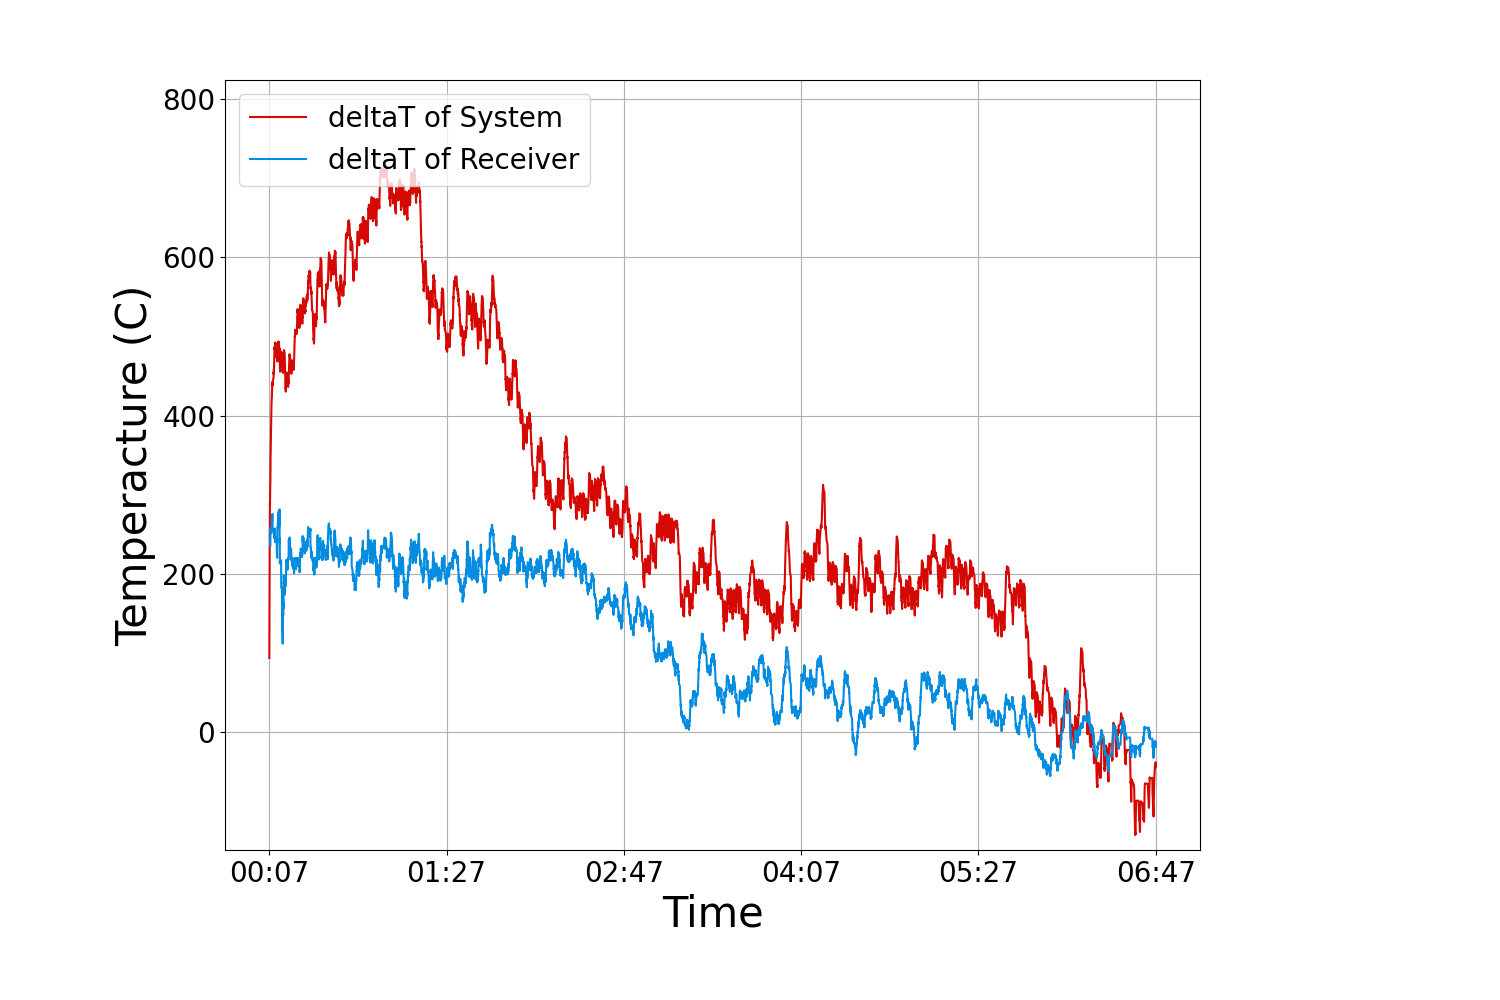 800
600
400
200
0
deltaT of System
deltaT of Receiver
Temperacture (C)
00:07 01:27 02:47 04:07 05:27 06:47
Time